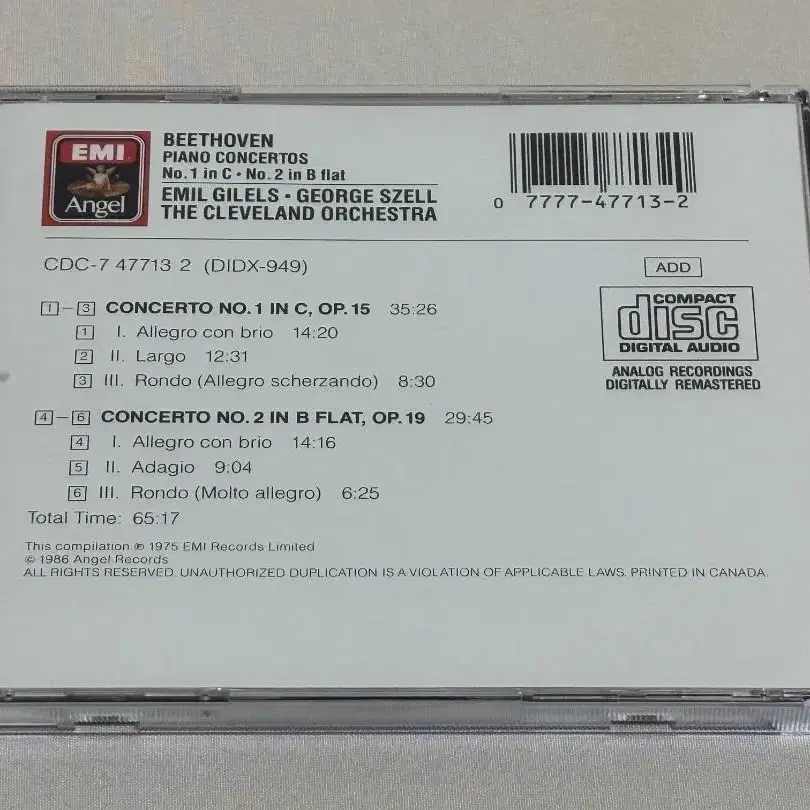 EMI
Angel
BEETHOVEN
PIANO CONCERTOS
No. 1 in C • No. 2 in B flat
EMIL GILELS • GEORGE SZELL
THE CLEVELAND ORCHESTRA
0 7777-47713-2
CDC-7 47713 2 (DIDX-949)
ADD
COMPACT
disc
DIGITAL AUDIO
ANALOG RECORDINGS
DIGITALLY REMASTERED
1–3 CONCERTO NO. 1 IN C, OP. 15 35:26
1 I. Allegro con brio 14:20
2 II. Largo 12:31
3 III. Rondo (Allegro scherzando) 8:30
4–6 CONCERTO NO. 2 IN B FLAT, OP. 19 29:45
4 I. Allegro con brio 14:16
5 II. Adagio 9:04
6 III. Rondo (Molto allegro) 6:25
Total Time: 65:17
This compilation ℗ 1975 EMI Records Limited
© 1986 Angel Records
ALL RIGHTS RESERVED. UNAUTHORIZED DUPLICATION IS A VIOLATION OF APPLICABLE LAWS. PRINTED IN CANADA.